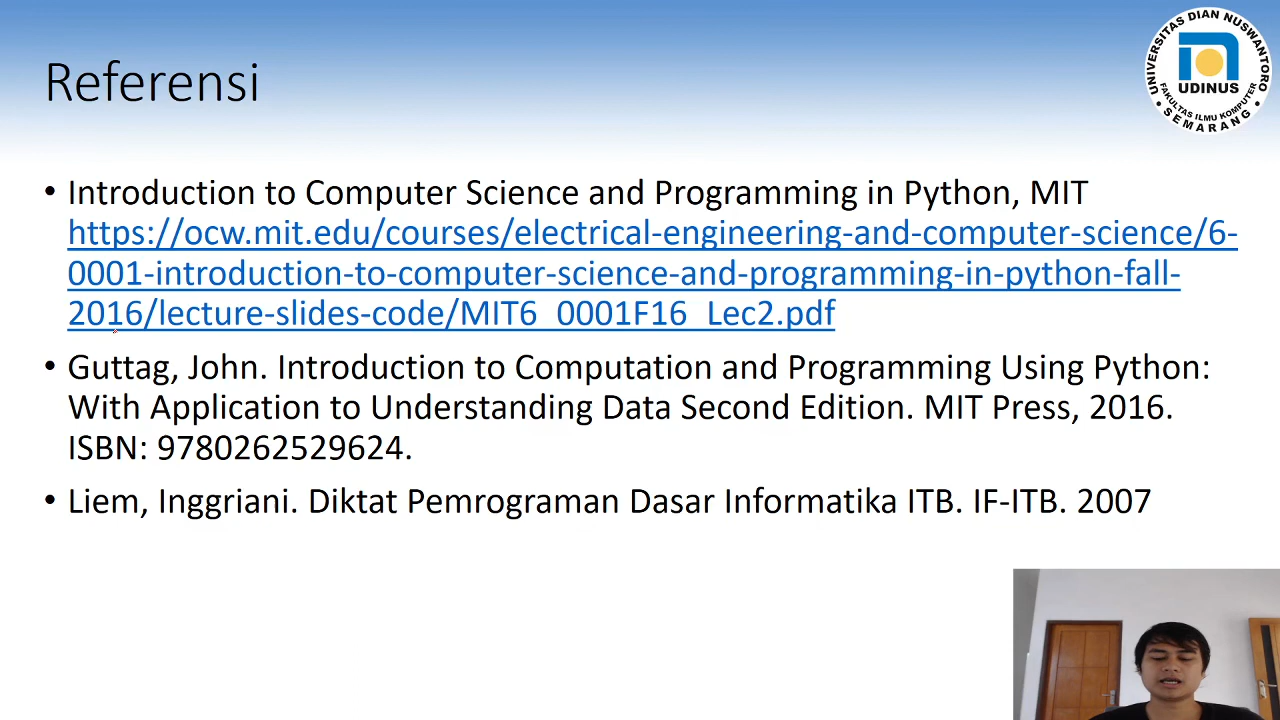 Referensi
UNIVERSITAS DIAN NUSWANTORO
UDINUS
FAKULTAS ILMU KOMPUTER
• SEMARANG •
• Introduction to Computer Science and Programming in Python, MIT
https://ocw.mit.edu/courses/electrical-engineering-and-computer-science/6-
0001-introduction-to-computer-science-and-programming-in-python-fall-
2016/lecture-slides-code/MIT6_0001F16_Lec2.pdf
• Guttag, John. Introduction to Computation and Programming Using Python:
With Application to Understanding Data Second Edition. MIT Press, 2016.
ISBN: 9780262529624.
• Liem, Inggriani. Diktat Pemrograman Dasar Informatika ITB. IF-ITB. 2007